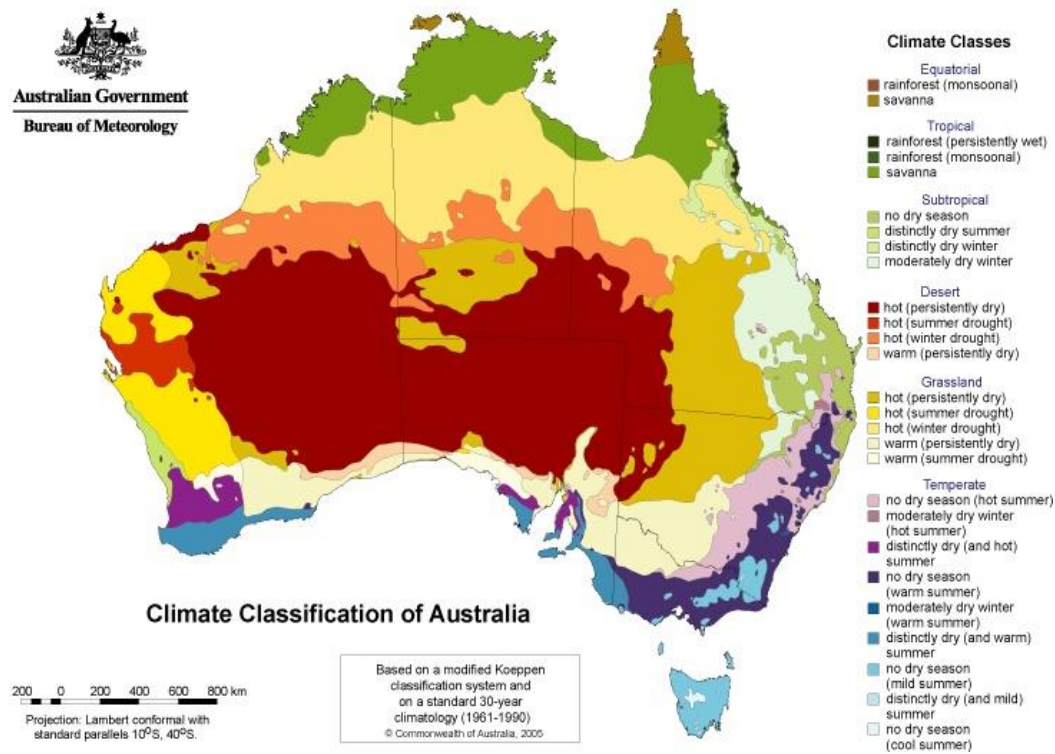 Australian Government
Bureau of Meteorology
Climate Classes
Equatorial
rainforest (monsoonal)
savanna
Tropical
rainforest (persistently wet)
rainforest (monsoonal)
savanna
Subtropical
no dry season
distinctly dry summer
distinctly dry winter
moderately dry winter
Desert
hot (persistently dry)
hot (summer drought)
hot (winter drought)
warm (persistently dry)
Grassland
hot (persistently dry)
hot (summer drought)
hot (winter drought)
warm (persistently dry)
warm (summer drought)
Temperate
no dry season (hot summer)
moderately dry winter
(hot summer)
distinctly dry (and hot)
summer
no dry season
(warm summer)
moderately dry winter
(warm summer)
distinctly dry (and warm)
summer
no dry season
(mild summer)
distinctly dry (and mild)
summer
no dry season
(cool summer)
Climate Classification of Australia
Based on a modified Koeppen
classification system and
on a standard 30-year
climatology (1961-1990)
© Commonwealth of Australia, 2005
200 0 200 400 600 800 km
Projection: Lambert conformal with
standard parallels 10°S, 40°S.